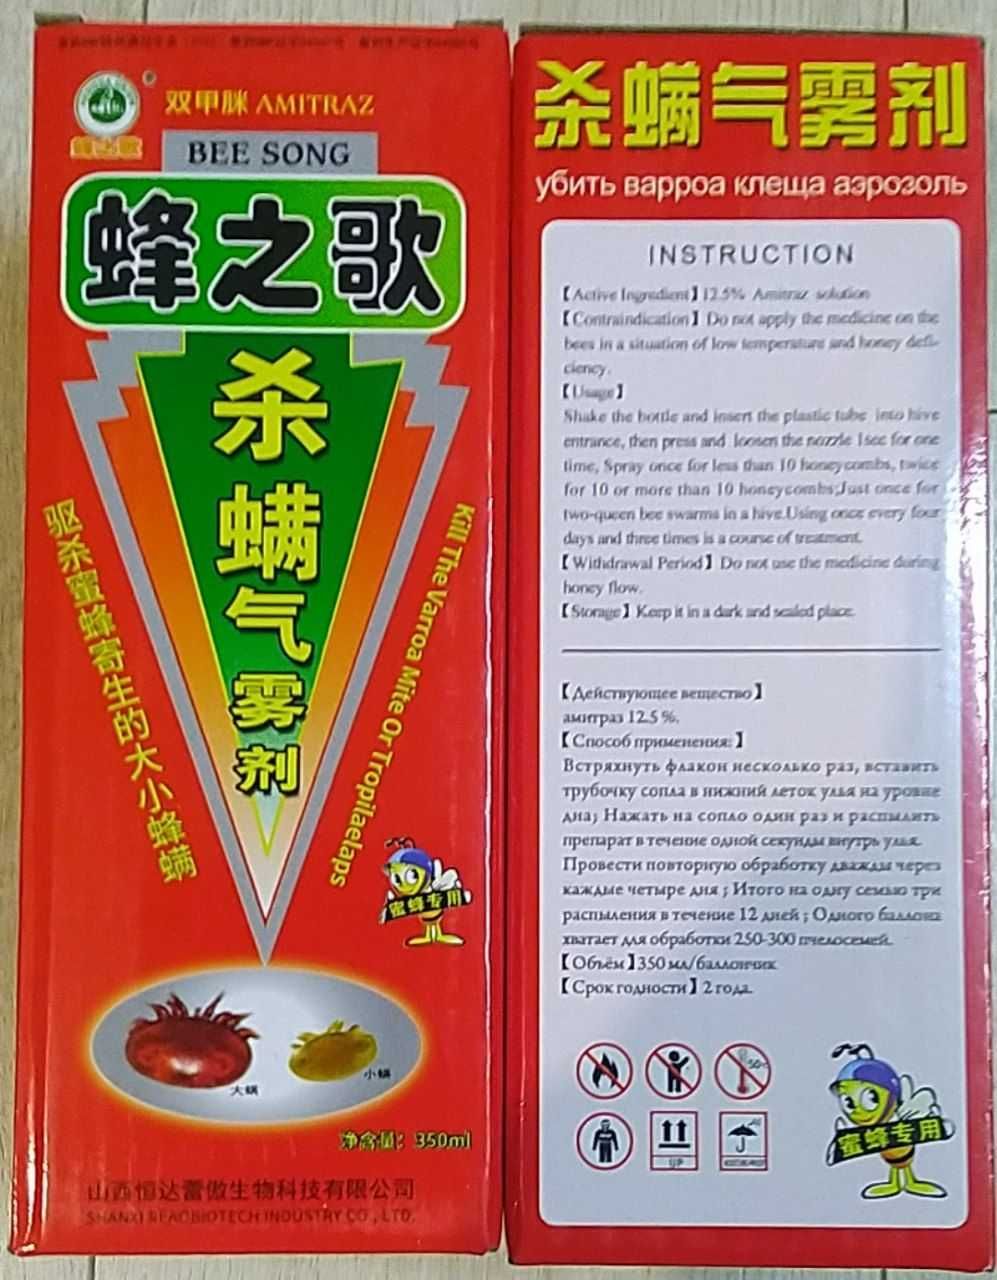 双甲脒 AMITRAZ
BEE SONG
蜂之歌
杀螨气雾剂
驱杀蜜蜂寄生的大小蜂螨
Kill The Varroa Mite Or Tropilaelaps
蜜蜂专用
大螨
小螨
净含量：350ml
山西恒达蕾傲生物科技有限公司
SHANXI REAOBIOTECH INDUSTRY CO., LTD.
杀螨气雾剂
убить варроа клеща аэрозоль
INSTRUCTION
【Active Ingredient】12.5% Amitraz solution
【Contraindication】Do not apply the medicine on the
bees in a situation of low temperature and honey defi-
ciency.
【Usage】
Shake the bottle and insert the plastic tube into hive
entrance, then press and loosen the nozzle 1sec for one
time, Spray once for less than 10 honeycombs, twice
for 10 or more than 10 honeycombs;Just once for
two-queen bee swarms in a hive.Using once every four
days and three times is a course of treatment.
【Withdrawal Period】Do not use the medicine during
honey flow.
【Storage】Keep it in a dark and sealed place.
【Действующее вещество】
амитраз 12.5 %.
【Способ применения:】
Встряхнуть флакон несколько раз, вставить
трубочку сопла в нижний леток улья на уровне
дна; Нажать на сопло один раз и распылить
препарат в течение одной секунды внутрь улья.
Провести повторную обработку дважды через
каждые четыре дня ; Итого на одну семью три
распыления в течение 12 дней ; Одного баллона
хватает для обработки 250-300 пчелосемей.
【Объём】350 мл/баллончик
【Срок годности】2 года.
50
UP
蜜蜂专用